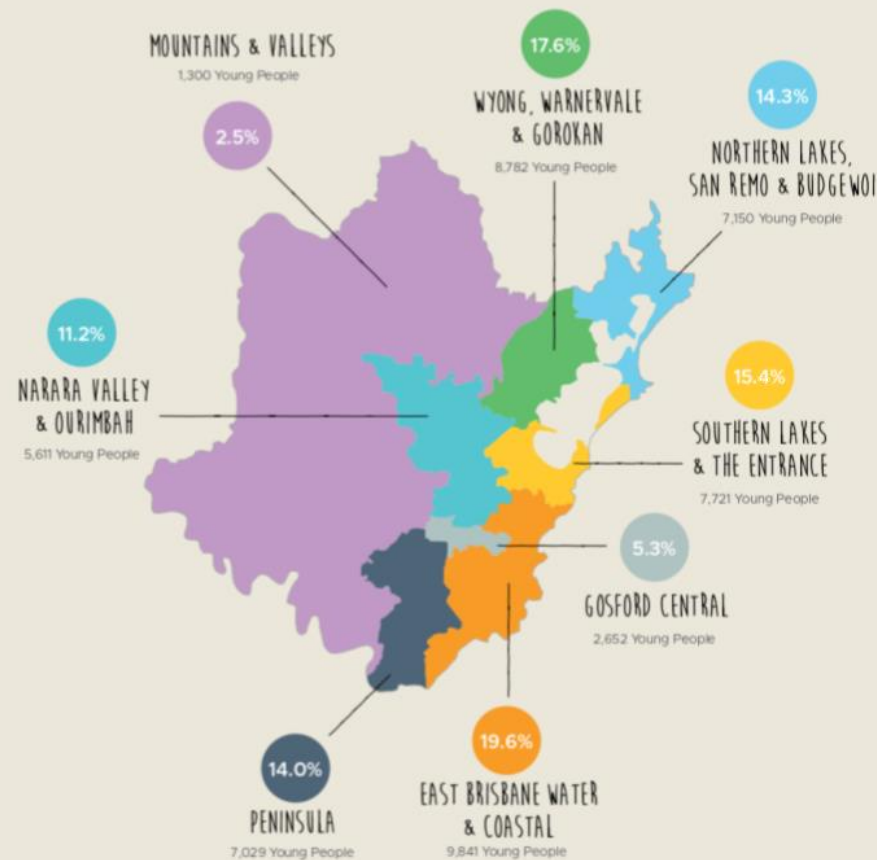 MOUNTAINS & VALLEYS
1,300 Young People
2.5%
17.6%
WYONG, WARNERVALE
& GOROKAN
8,782 Young People
14.3%
NORTHERN LAKES,
SAN REMO & BUDGEWOI
7,150 Young People
11.2%
NARARA VALLEY
& OURIMBAH
5,611 Young People
15.4%
SOUTHERN LAKES
& THE ENTRANCE
7,721 Young People
5.3%
GOSFORD CENTRAL
2,652 Young People
14.0%
PENINSULA
7,029 Young People
19.6%
EAST BRISBANE WATER
& COASTAL
9,841 Young People